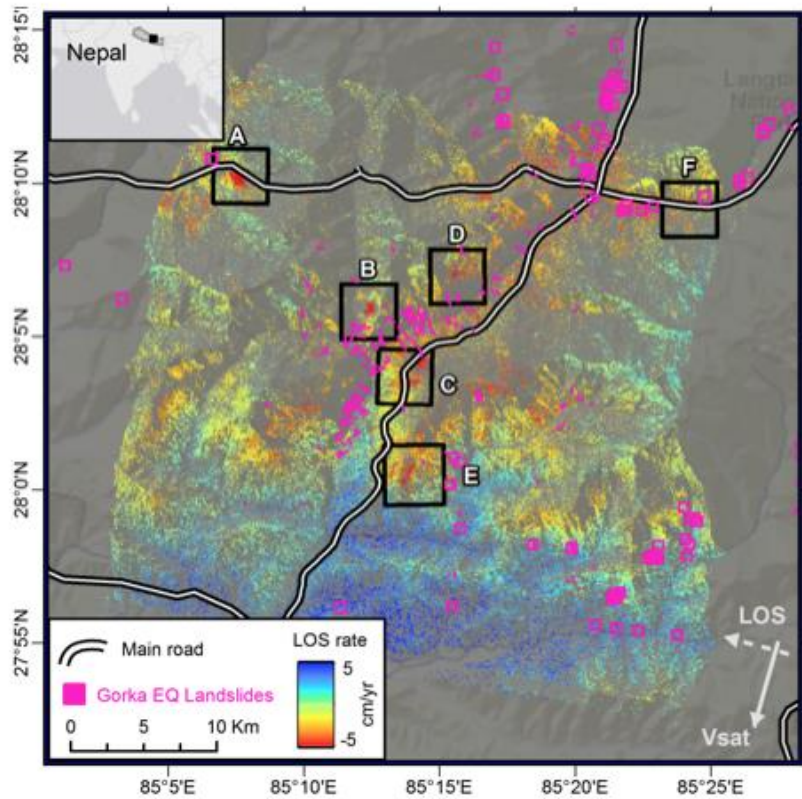 Nepal
28°15'
28°10'N
28°5'N
28°0'N
27°55'N
Langta
Nation
A
F
D
B
C
E
Main road
Gorka EQ Landslides
0 5 10 Km
LOS rate
5
-5
cm/yr
LOS
Vsat
85°5'E 85°10'E 85°15'E 85°20'E 85°25'E